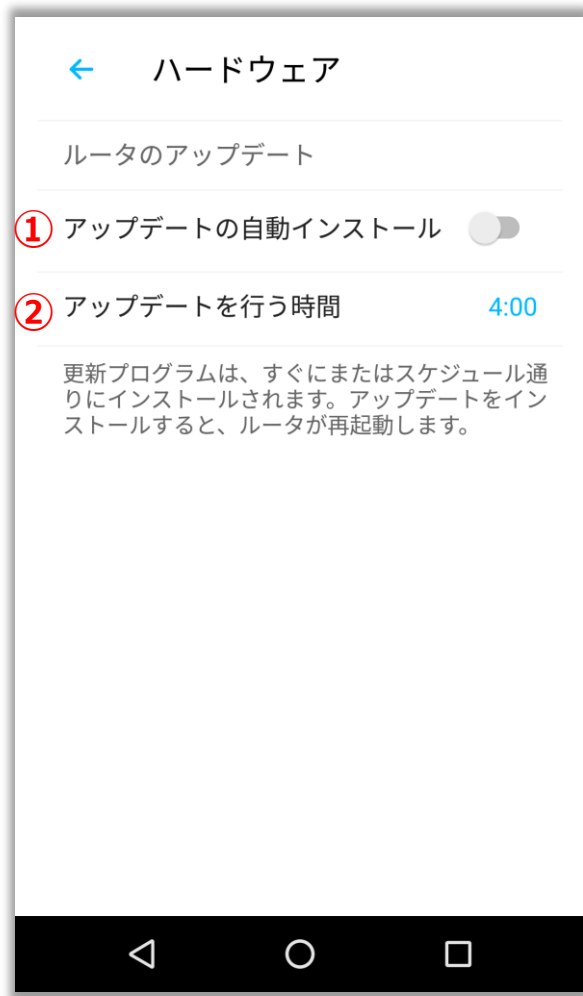 ハードウェア
ルータのアップデート
① アップデートの自動インストール
② アップデートを行う時間 4:00
更新プログラムは、すぐにまたはスケジュール通
りにインストールされます。アップデートをイン
ストールすると、ルータが再起動します。